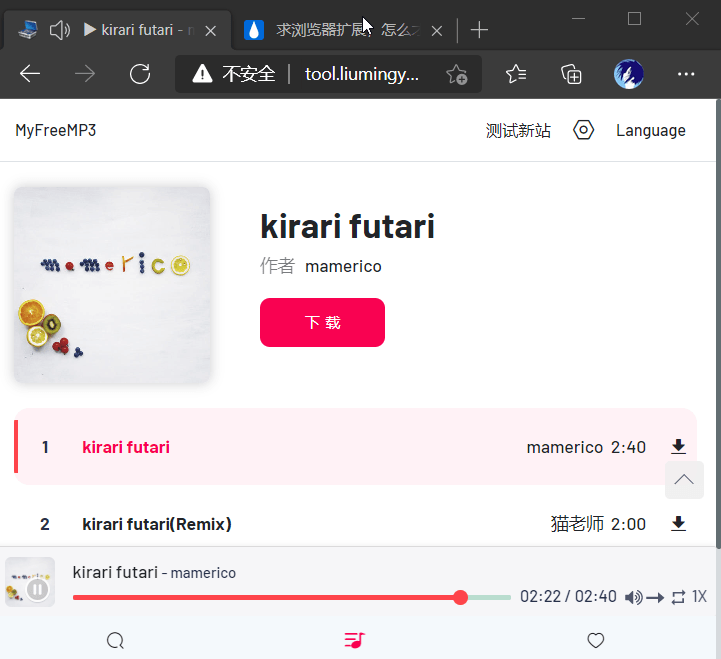 kirari futari -
求浏览器扩展，怎么
不安全
tool.liumingy...
MyFreeMP3
测试新站
Language
mamerico
kirari futari
作者 mamerico
下载
1 kirari futari mamerico 2:40
2 kirari futari(Remix) 猫老师 2:00
kirari futari - mamerico
02:22 / 02:40 1X